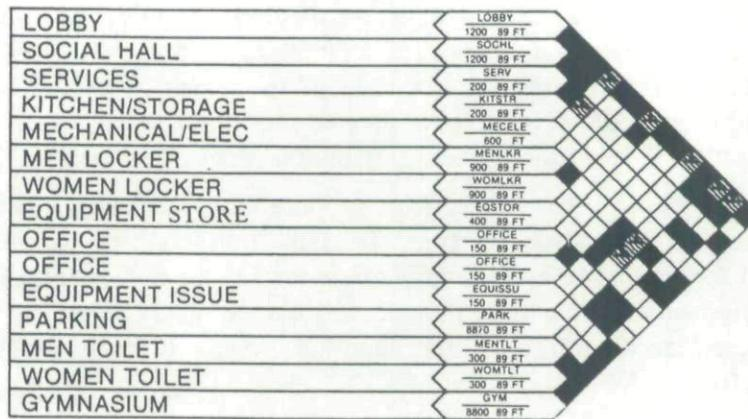 LOBBY LOBBY
1200 89 FT
SOCIAL HALL SOCHL
1200 89 FT
SERVICES SERV
200 89 FT
KITCHEN/STORAGE KITSTR
200 89 FT
MECHANICAL/ELEC MECELE
600 FT
MEN LOCKER MENLKR
900 89 FT
WOMEN LOCKER WOMLKR
900 89 FT
EQUIPMENT STORE EQSTOR
400 89 FT
OFFICE OFFICE
150 89 FT
OFFICE OFFICE
150 89 FT
EQUIPMENT ISSUE EQUISSU
150 89 FT
PARKING PARK
8870 89 FT
MEN TOILET MENTLT
300 89 FT
WOMEN TOILET WOMTLT
300 89 FT
GYMNASIUM GYM
8800 89 FT